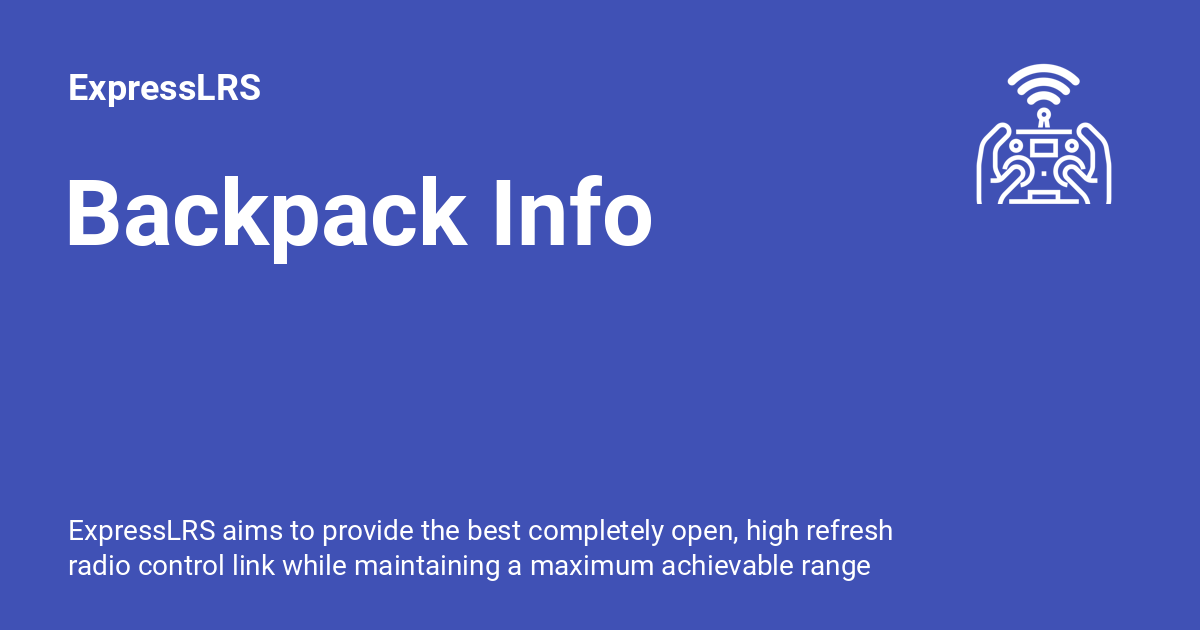 ExpressLRS
Backpack Info
ExpressLRS aims to provide the best completely open, high refresh
radio control link while maintaining a maximum achievable range